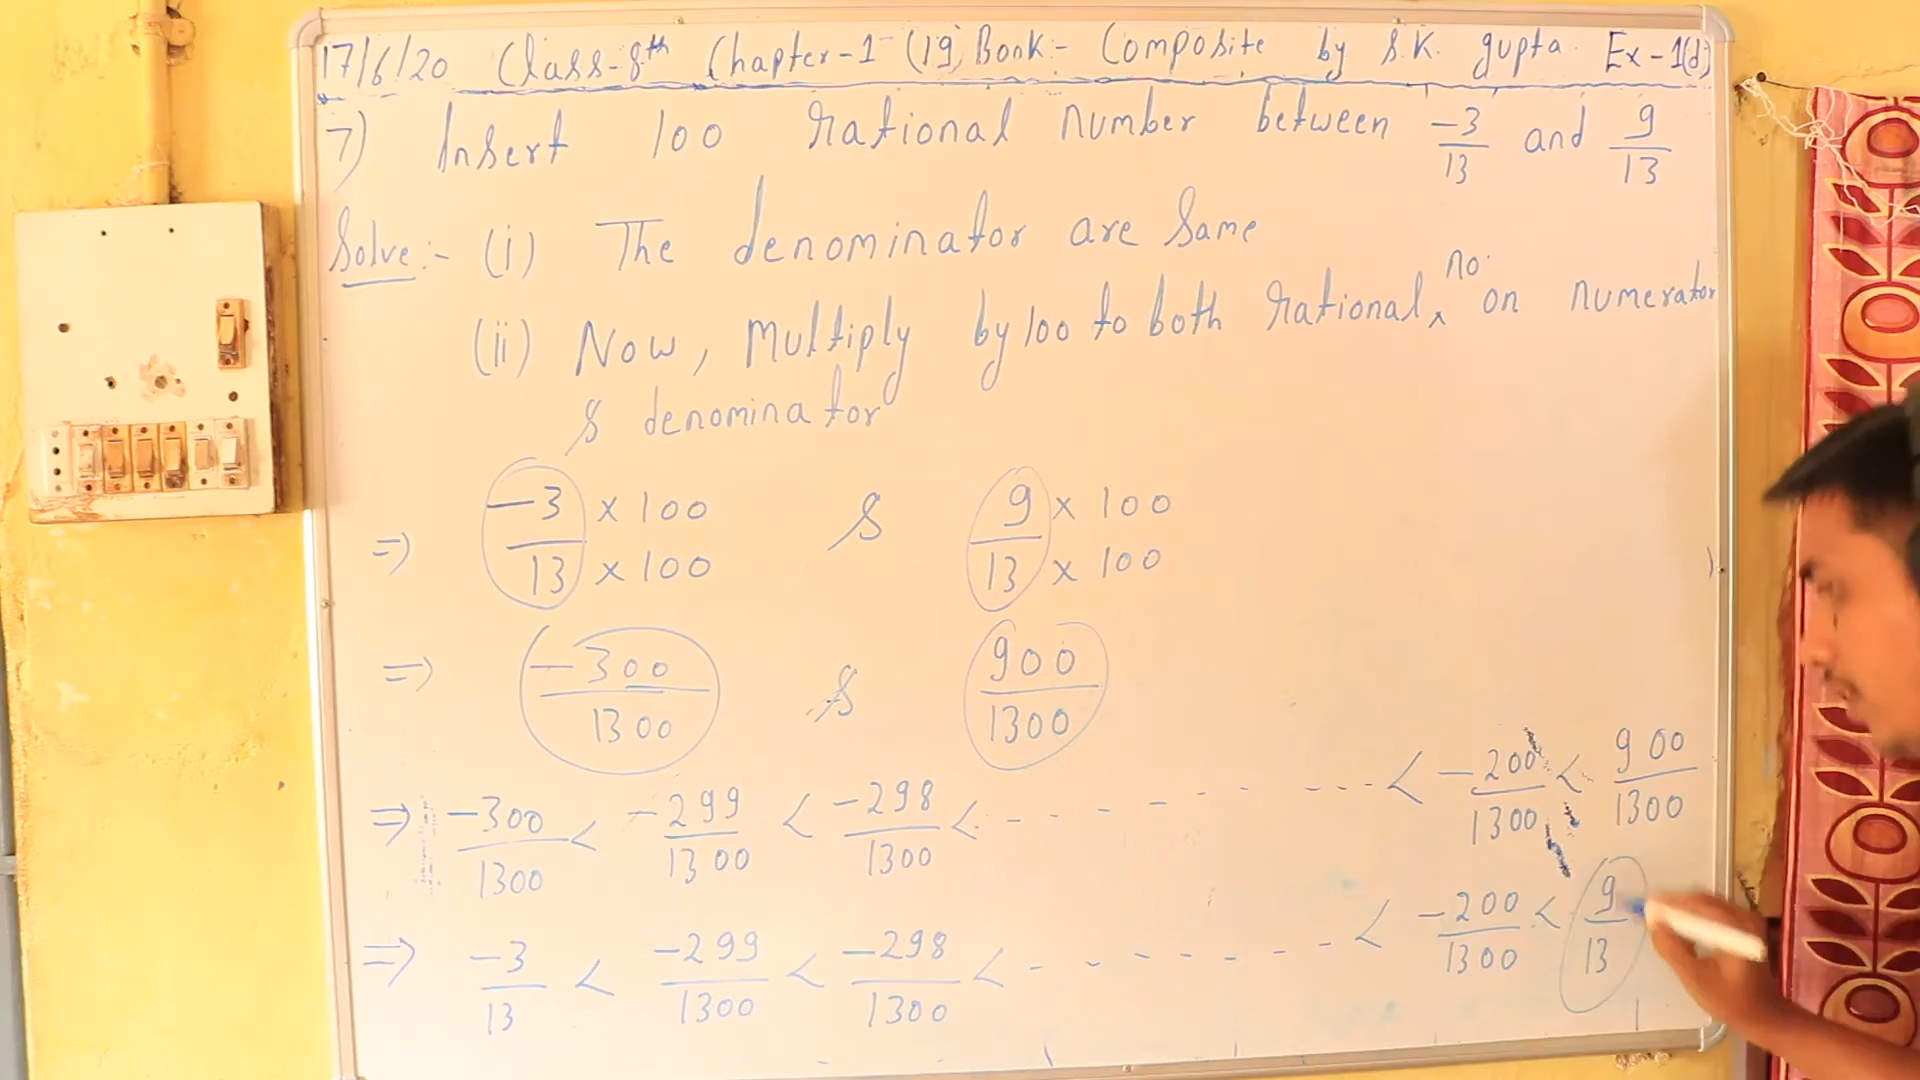 17/6/20 Class-8th Chapter-1 (19) Book:- Composite by S.K. gupta. Ex-1(d)
7) Insert 100 rational number between -3/13 and 9/13
Solve:- (i) The denominator are same
(ii) Now, Multiply by 100 to both rational no. on numerator
& denominator
=> -3 × 100 / 13 × 100 & 9 × 100 / 13 × 100
=> -300/1300 & 900/1300
=> -300/1300 < -299/1300 < -298/1300 < - - - - - - - - - < -200/1300 < 900/1300
=> -3/13 < -299/1300 < -298/1300 < - - - - - - - - < -200/1300 < 9/13